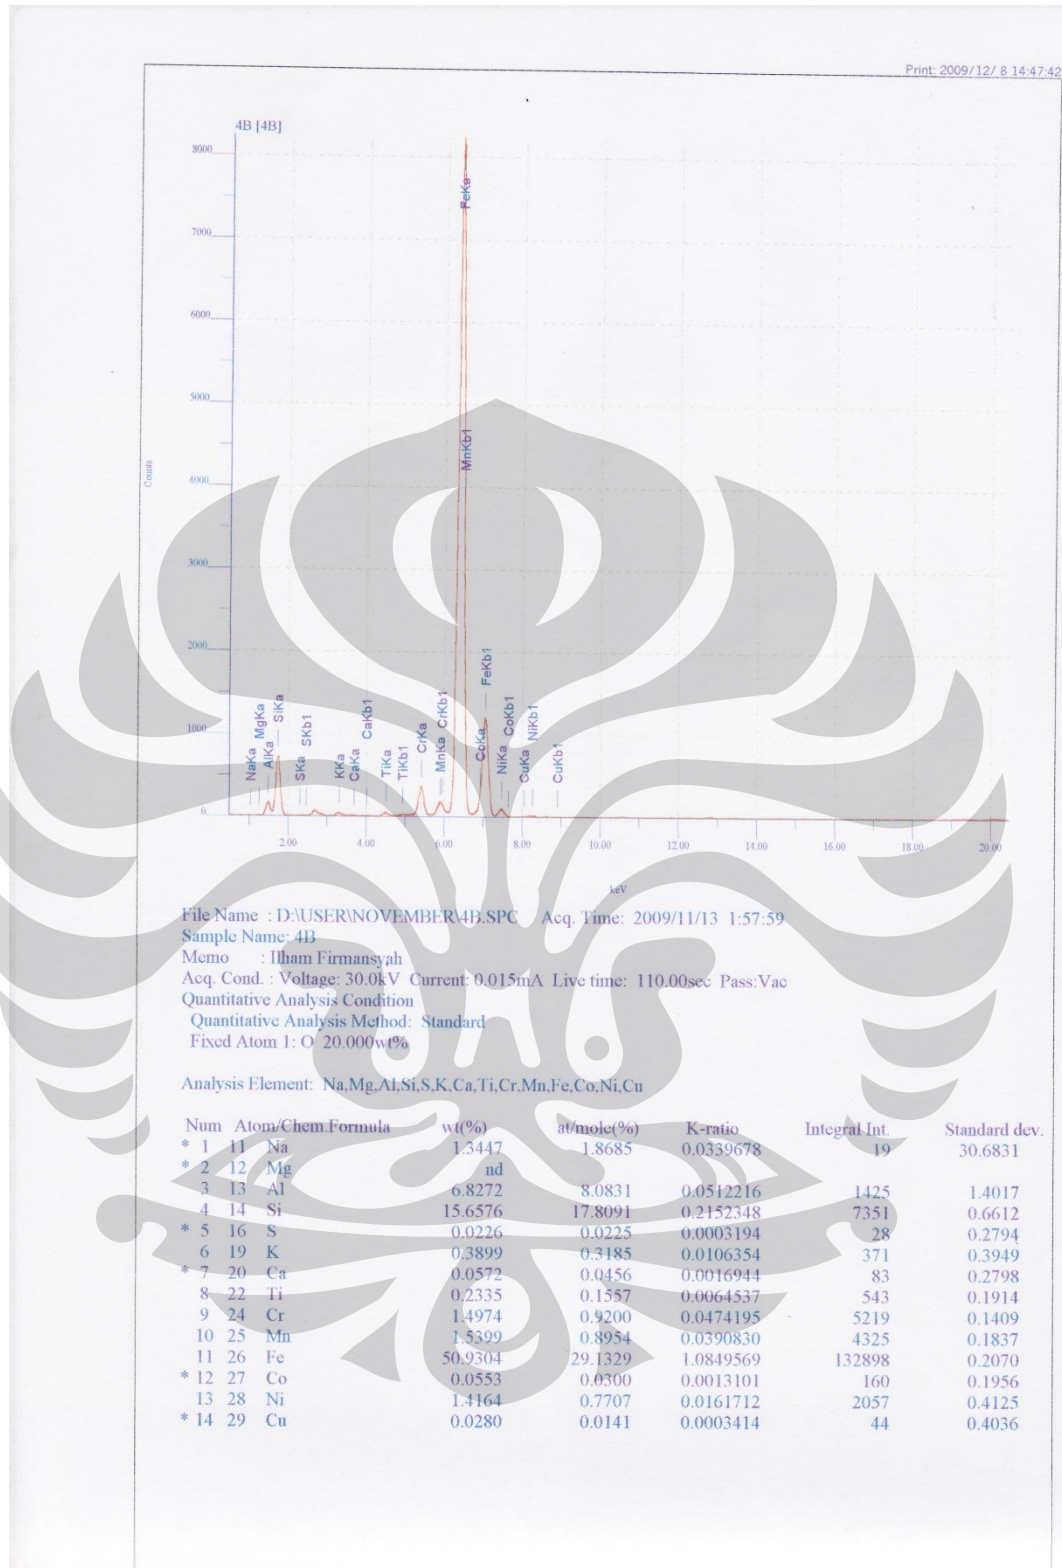 Print: 2009/12/ 8 14:47:42
4B [4B]
8000
7000
6000
5000
4000
3000
2000
1000
0
Counts
FeKa
MnKb1
NaKa
MgKa
AlKa
SiKa
SKa
SKb1
KKa
CaKa
CaKb1
TiKa
TiKb1
CrKa
MnKa
CrKb1
CoKa
FeKb1
NiKa
CoKb1
CuKa
NiKb1
CuKb1
2.00 4.00 6.00 8.00 10.00 12.00 14.00 16.00 18.00 20.00
keV
File Name : D:\USER\NOVEMBER\4B.SPC Acq. Time: 2009/11/13 1:57:59
Sample Name: 4B
Memo : Ilham Firmansyah
Acq. Cond. : Voltage: 30.0kV Current: 0.015mA Live time: 110.00sec Pass:Vac
Quantitative Analysis Condition
Quantitative Analysis Method: Standard
Fixed Atom 1: O 20.000wt%
Analysis Element: Na,Mg,Al,Si,S,K,Ca,Ti,Cr,Mn,Fe,Co,Ni,Cu
Num Atom/Chem.Formula wt(%) at/mole(%) K-ratio Integral Int. Standard dev.
* 1 11 Na 1.3447 1.8685 0.0339678 19 30.6831
* 2 12 Mg nd
3 13 Al 6.8272 8.0831 0.0512216 1425 1.4017
4 14 Si 15.6576 17.8091 0.2152348 7351 0.6612
* 5 16 S 0.0226 0.0225 0.0003194 28 0.2794
6 19 K 0.3899 0.3185 0.0106354 371 0.3949
* 7 20 Ca 0.0572 0.0456 0.0016944 83 0.2798
8 22 Ti 0.2335 0.1557 0.0064537 543 0.1914
9 24 Cr 1.4974 0.9200 0.0474195 5219 0.1409
10 25 Mn 1.5399 0.8954 0.0390830 4325 0.1837
11 26 Fe 50.9304 29.1329 1.0849569 132898 0.2070
* 12 27 Co 0.0553 0.0300 0.0013101 160 0.1956
13 28 Ni 1.4164 0.7707 0.0161712 2057 0.4125
* 14 29 Cu 0.0280 0.0141 0.0003414 44 0.4036